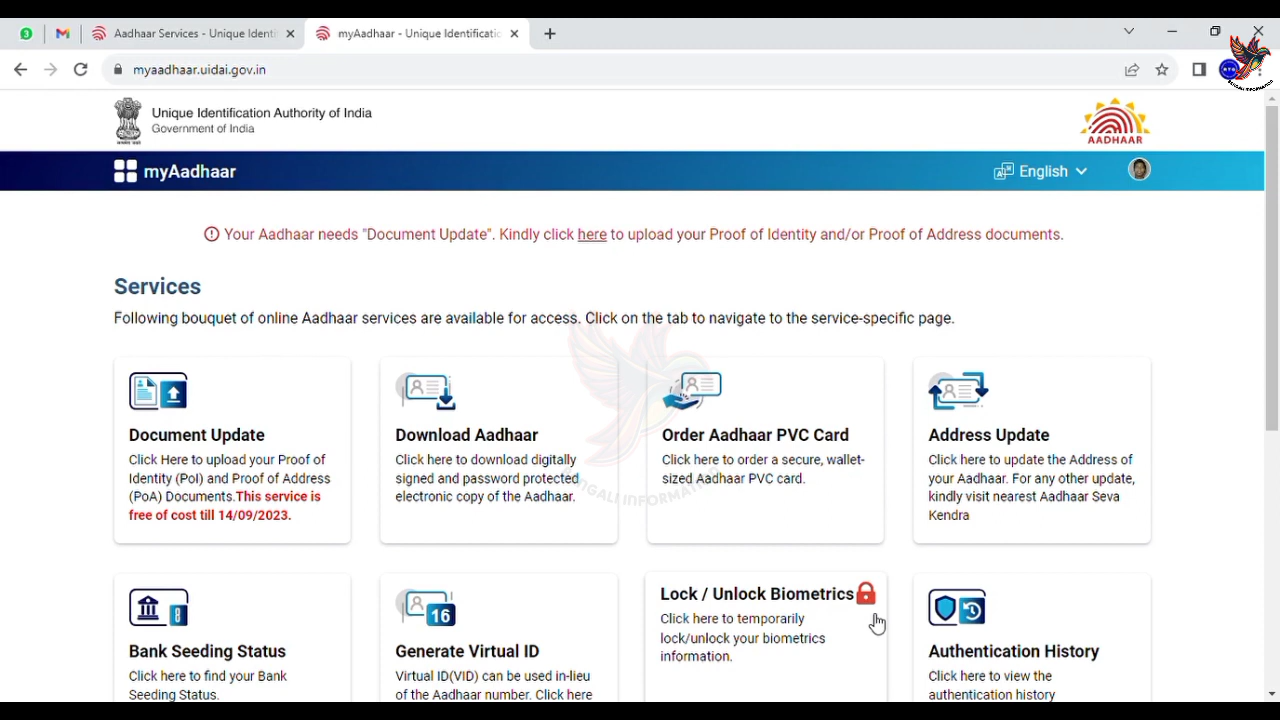 3
Aadhaar Services - Unique Identi
myAadhaar - Unique Identificatio
myaadhaar.uidai.gov.in
Unique Identification Authority of India
Government of India
AADHAAR
myAadhaar
English
Your Aadhaar needs "Document Update". Kindly click here to upload your Proof of Identity and/or Proof of Address documents.
Services
Following bouquet of online Aadhaar services are available for access. Click on the tab to navigate to the service-specific page.
Document Update
Click Here to upload your Proof of
Identity (PoI) and Proof of Address
(PoA) Documents.This service is
free of cost till 14/09/2023.
Download Aadhaar
Click here to download digitally
signed and password protected
electronic copy of the Aadhaar.
Order Aadhaar PVC Card
Click here to order a secure, wallet-
sized Aadhaar PVC card.
Address Update
Click here to update the Address of
your Aadhaar. For any other update,
kindly visit nearest Aadhaar Seva
Kendra
BENGALI INFORMATION
8
Bank Seeding Status
Click here to find your Bank
Seeding Status.
16
Generate Virtual ID
Virtual ID(VID) can be used in-lieu
of the Aadhaar number. Click here
Lock / Unlock Biometrics
Click here to temporarily
lock/unlock your biometrics
information.
Authentication History
Click here to view the
authentication history